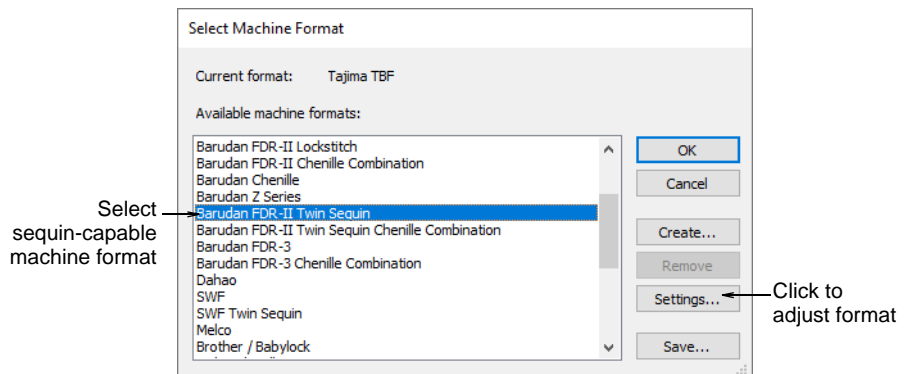 Select Machine Format
Current format: Tajima TBF
Available machine formats:
Barudan FDR-II Lockstitch
Barudan FDR-II Chenille Combination
Barudan Chenille
Barudan Z Series
Barudan FDR-II Twin Sequin
Barudan FDR-II Twin Sequin Chenille Combination
Barudan FDR-3
Barudan FDR-3 Chenille Combination
Dahao
SWF
SWF Twin Sequin
Melco
Brother / Babylock
OK
Cancel
Create...
Remove
Settings...
Save...
Select
sequin-capable
machine format
Click to
adjust format